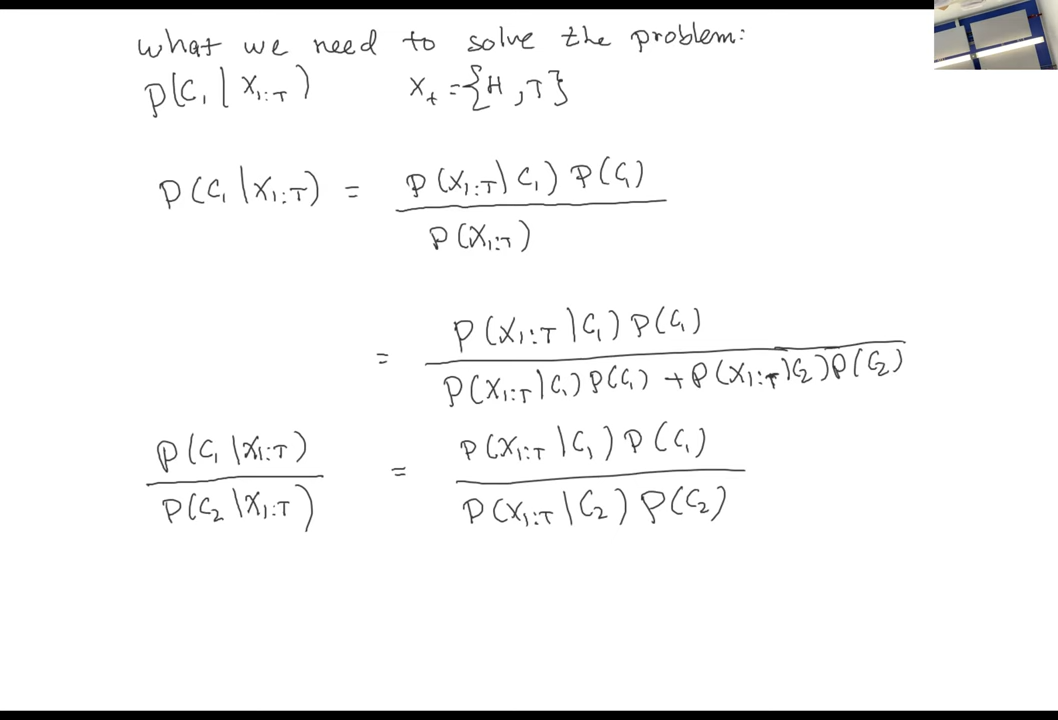 what we need to solve the problem:
P(C₁ | X₁:T) X_t = {H, T}
P(C₁ | X₁:T) = P(X₁:T | C₁) P(C₁)
P(X₁:T)
= P(X₁:T | C₁) P(C₁)
P(X₁:T | C₁) P(C₁) + P(X₁:T | C₂) P(C₂)
P(C₁ | X₁:T) = P(X₁:T | C₁) P(C₁)
P(C₂ | X₁:T) P(X₁:T | C₂) P(C₂)